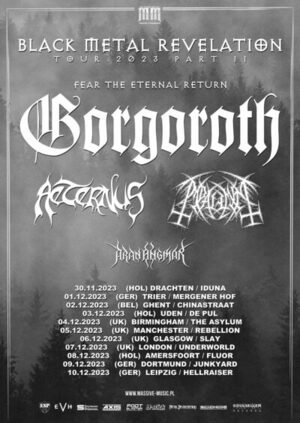 BLACK METAL REVELATION
TOUR 2023 PART II
FEAR THE ETERNAL RETURN
Gorgoroth
AETERNUS
ARANANGMAR
30.11.2023 (HOL) DRACHTEN / IDUNA
01.12.2023 (GER) TRIER / MERGENER HOF
02.12.2023 (BEL) GHENT / CHINASTRAAT
03.12.2023 (HOL) UDEN / DE PUL
04.12.2023 (UK) BIRMINGHAM / THE ASYLUM
05.12.2023 (UK) MANCHESTER / REBELLION
06.12.2023 (UK) GLASGOW / SLAY
07.12.2023 (UK) LONDON / UNDERWORLD
08.12.2023 (HOL) AMERSFOORT / FLUOR
09.12.2023 (GER) DORTMUND / JUNKYARD
10.12.2023 (GER) LEIPZIG / HELLRAISER
WWW.MASSIVE-MUSIC.PL
EVH AXIS